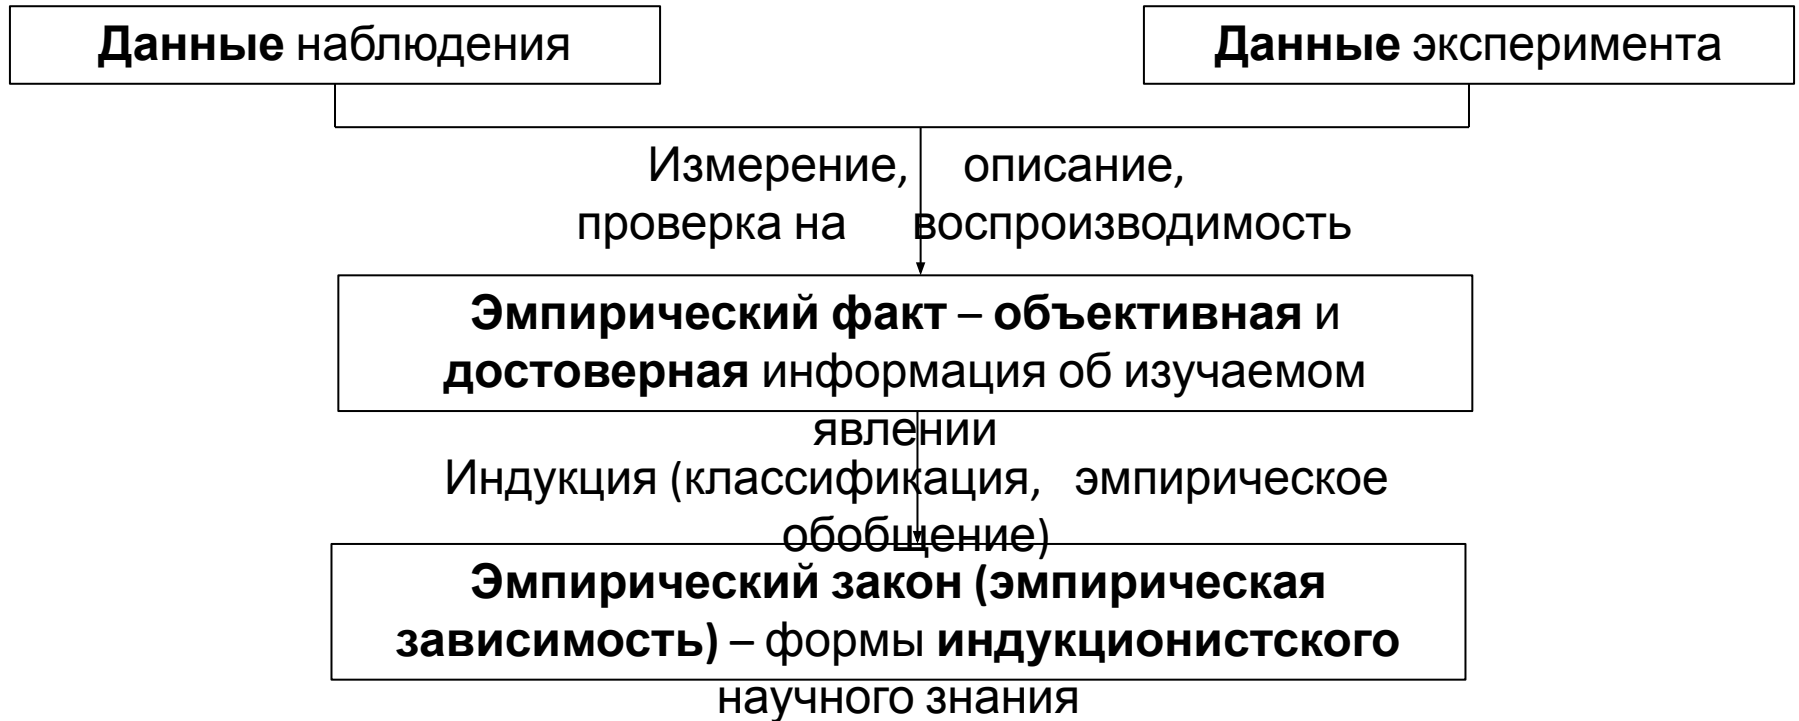 Данные наблюдения
Данные эксперимента
Измерение, описание,
проверка на воспроизводимость
Эмпирический факт – объективная и
достоверная информация об изучаемом
явлении
Индукция (классификация, эмпирическое
обобщение)
Эмпирический закон (эмпирическая
зависимость) – формы индукционистского
научного знания